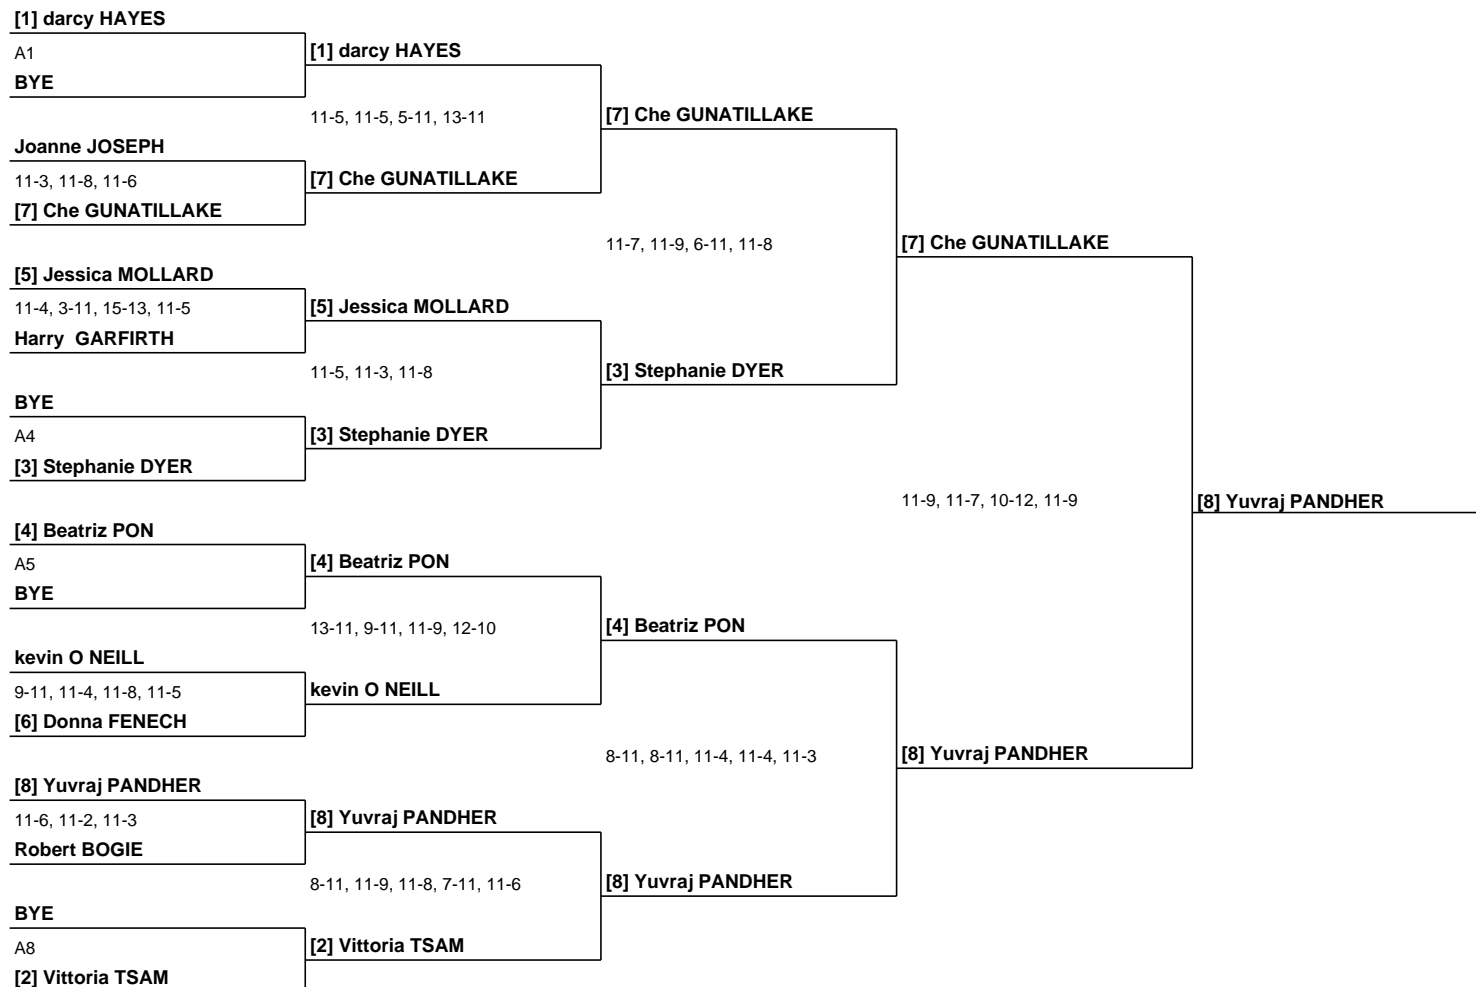 [1] darcy HAYES
A1
BYE
Joanne JOSEPH
11-3, 11-8, 11-6
[7] Che GUNATILLAKE
[5] Jessica MOLLARD
11-4, 3-11, 15-13, 11-5
Harry  GARFIRTH
BYE
A4
[3] Stephanie DYER
[4] Beatriz PON
A5
BYE
kevin O NEILL
9-11, 11-4, 11-8, 11-5
[6] Donna FENECH
[8] Yuvraj PANDHER
11-6, 11-2, 11-3
Robert BOGIE
BYE
A8
[2] Vittoria TSAM
[1] darcy HAYES
11-5, 11-5, 5-11, 13-11
[7] Che GUNATILLAKE
[5] Jessica MOLLARD
11-5, 11-3, 11-8
[3] Stephanie DYER
[4] Beatriz PON
13-11, 9-11, 11-9, 12-10
kevin O NEILL
[8] Yuvraj PANDHER
8-11, 11-9, 11-8, 7-11, 11-6
[2] Vittoria TSAM
[7] Che GUNATILLAKE
11-7, 11-9, 6-11, 11-8
[3] Stephanie DYER
[4] Beatriz PON
8-11, 8-11, 11-4, 11-4, 11-3
[8] Yuvraj PANDHER
[7] Che GUNATILLAKE
11-9, 11-7, 10-12, 11-9
[8] Yuvraj PANDHER
[8] Yuvraj PANDHER